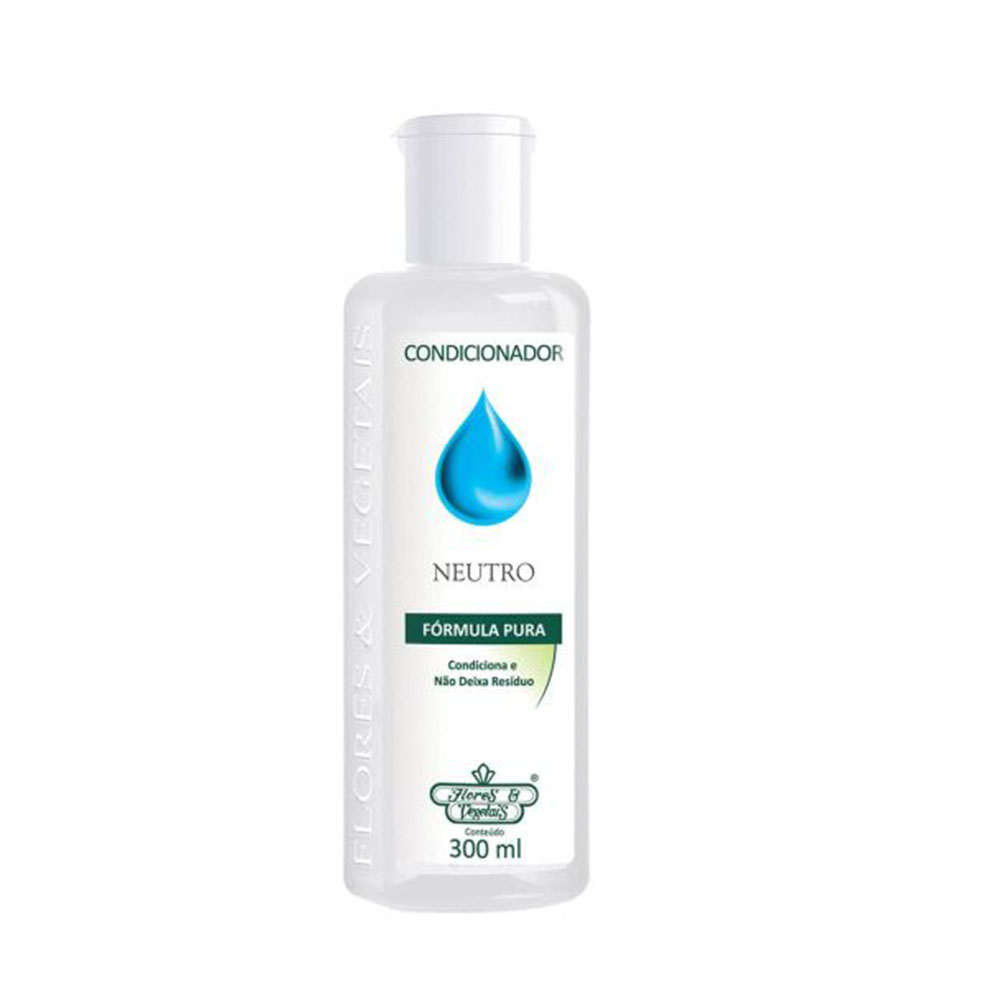 CONDICIONADOR
NEUTRO
FÓRMULA PURA
Condiciona e
Não Deixa Resíduo
Flores &
Vegetais
®
Conteúdo
300 ml
FLORES & VEGETAIS